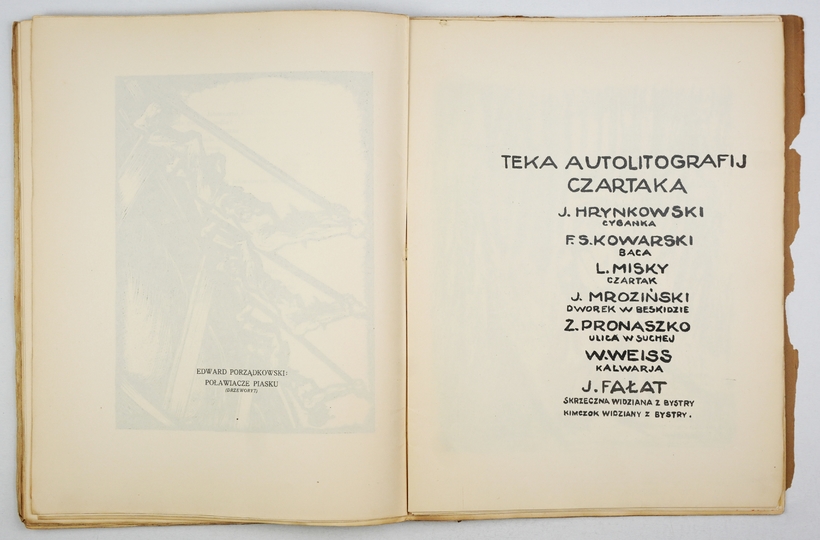 EDWARD PORZĄDKOWSKI:
POŁAWIACZE PIASKU
(DRZEWORYT)
TEKA AUTOLITOGRAFIJ
CZARTAKA
J. HRYNKOWSKI
CYGANKA
F.S.KOWARSKI
BACA
L.MISKY
CZARTAK
J. MROZIŃSKI
DWOREK W BESKIDZIE
Z.PRONASZKO
ULICA W SUCHEJ
W.WEISS
KALWARJA
J.FAŁAT
SKRZECZNA WIDZIANA Z BYSTRY
KIMCZOK WIDZIANY Z BYSTRY.